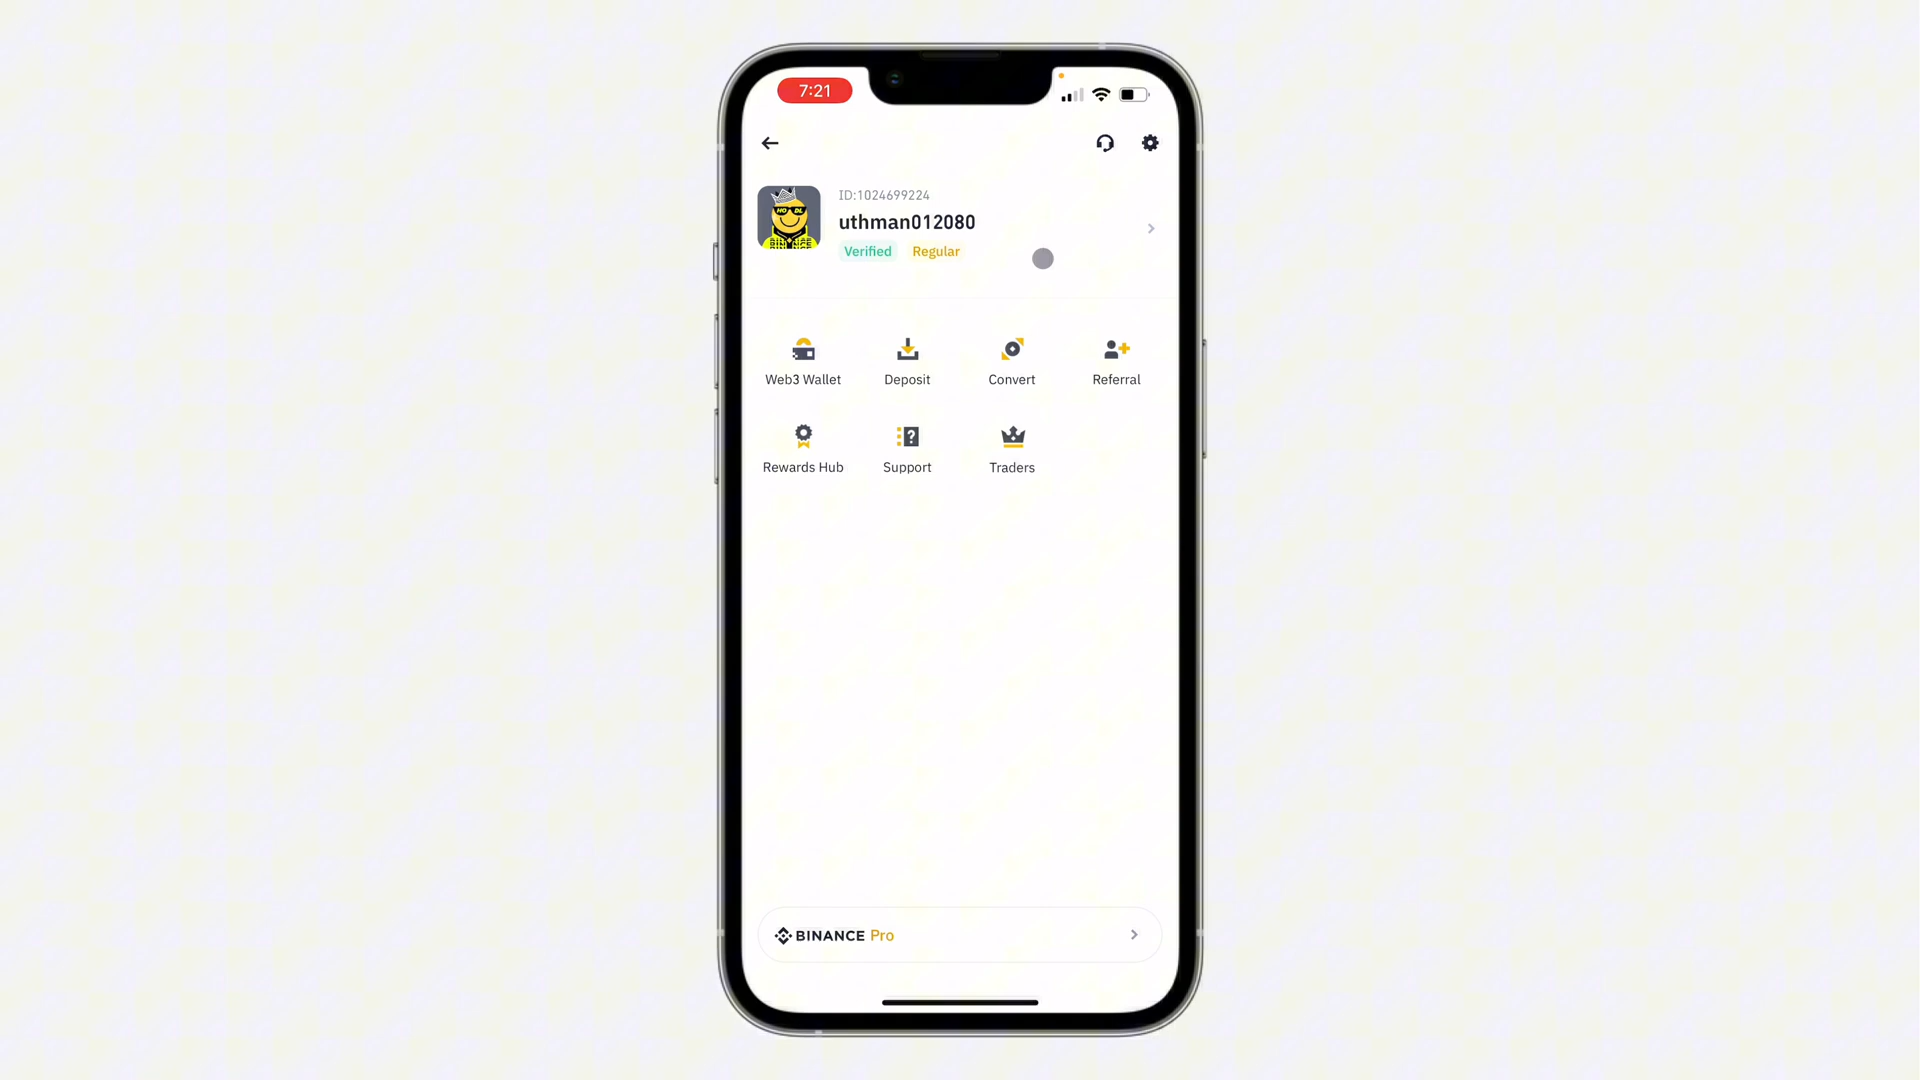 7:21
ID:1024699224
uthman012080
Verified Regular
Web3 Wallet Deposit Convert Referral
Rewards Hub Support Traders
BINANCE Pro